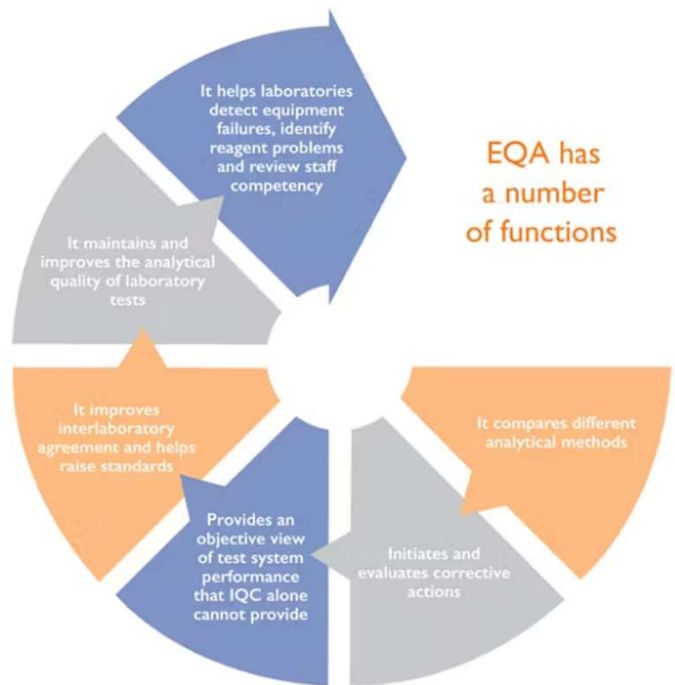 It helps laboratories
detect equipment
failures, identify
reagent problems
and review staff
competency
EQA has
a number
of functions
It maintains and
improves the analytical
quality of laboratory
tests
It improves
interlaboratory
agreement and helps
raise standards
It compares different
analytical methods
Provides an
objective view
of test system
performance
that IQC alone
cannot provide
Initiates and
evaluates corrective
actions